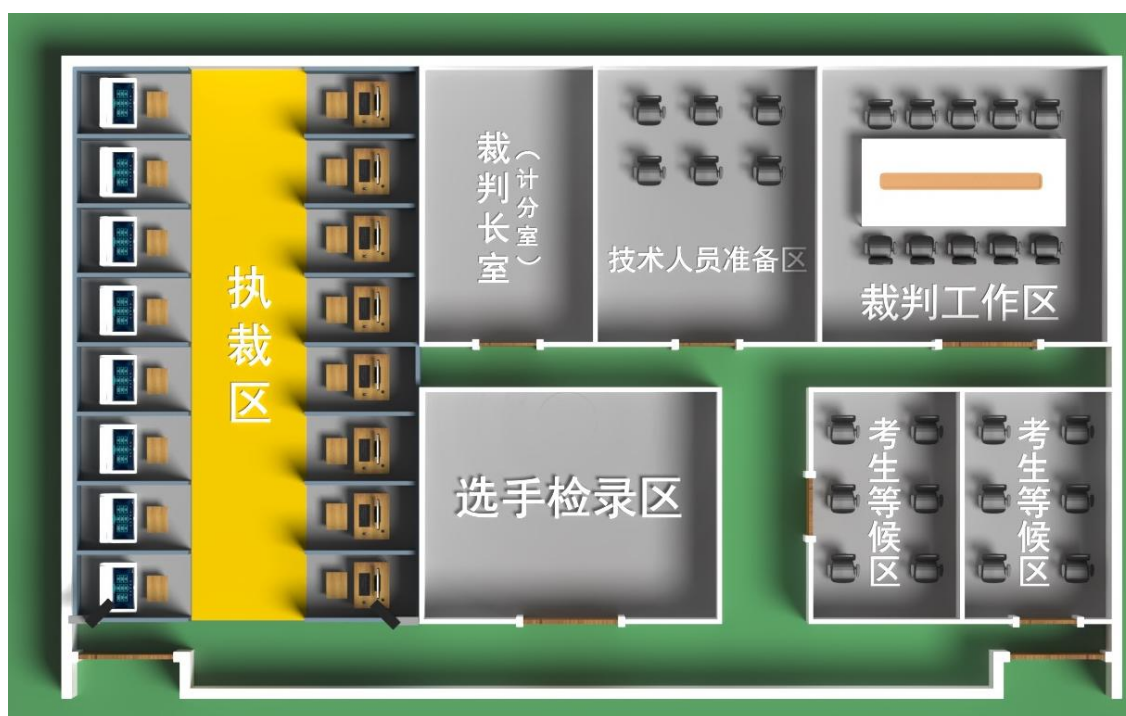 执裁区
裁判长室
（计分室）
技术人员准备区
裁判工作区
选手检录区
考生等候区
考生等候区